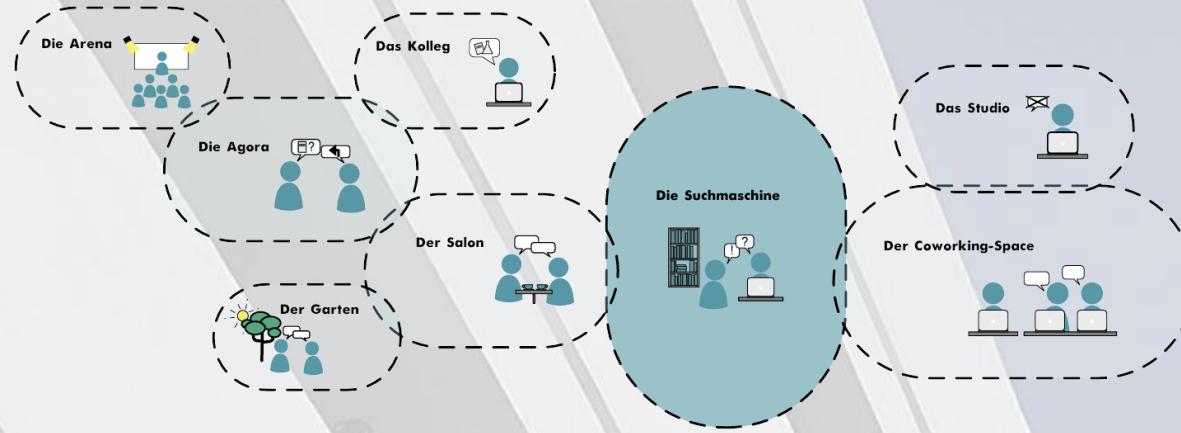 Die Arena
Das Kolleg
Die Agora
?
Der Salon
Der Garten
Die Suchmaschine
! ?
Das Studio
Der Coworking-Space